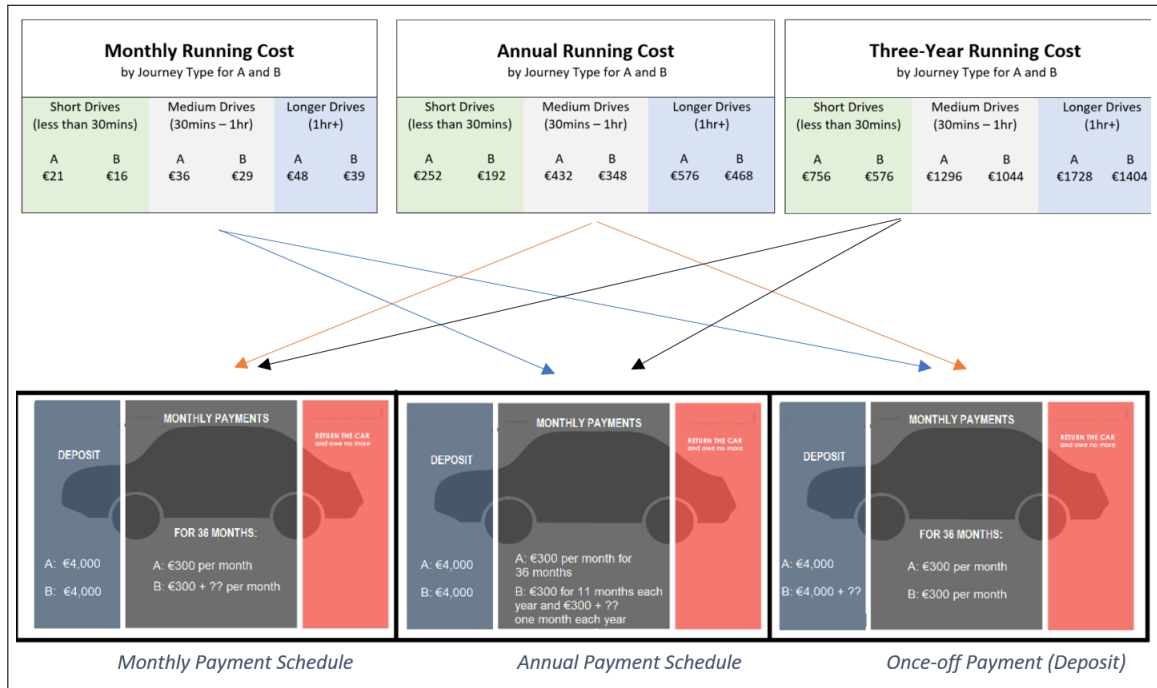 Monthly Running Cost
by Journey Type for A and B
Short Drives
(less than 30mins)
Medium Drives
(30mins – 1hr)
Longer Drives
(1hr+)
A B A B A B
€21 €16 €36 €29 €48 €39
Annual Running Cost
by Journey Type for A and B
Short Drives
(less than 30mins)
Medium Drives
(30mins – 1hr)
Longer Drives
(1hr+)
A B A B A B
€252 €192 €432 €348 €576 €468
Three-Year Running Cost
by Journey Type for A and B
Short Drives
(less than 30mins)
Medium Drives
(30mins – 1hr)
Longer Drives
(1hr+)
A B A B A B
€756 €576 €1296 €1044 €1728 €1404
DEPOSIT
A: €4,000
B: €4,000
MONTHLY PAYMENTS
FOR 36 MONTHS:
A: €300 per month
B: €300 + ?? per month
RETURN THE CAR
and owe no more
Monthly Payment Schedule
DEPOSIT
A: €4,000
B: €4,000
MONTHLY PAYMENTS
A: €300 per month for
36 months
B: €300 for 11 months each
year and €300 + ??
one month each year
RETURN THE CAR
and owe no more
Annual Payment Schedule
DEPOSIT
A: €4,000
B: €4,000 + ??
MONTHLY PAYMENTS
FOR 36 MONTHS:
A: €300 per month
B: €300 per month
RETURN THE CAR
and owe no more
Once-off Payment (Deposit)